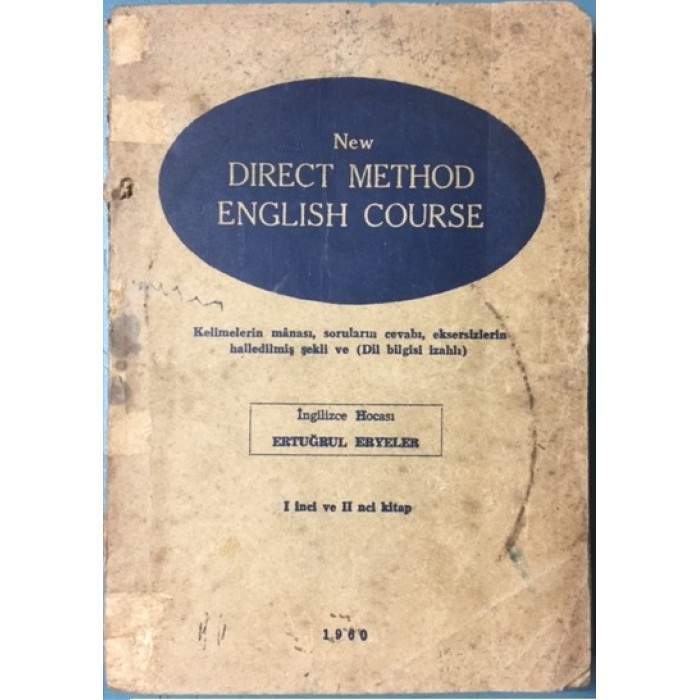 New
DIRECT METHOD
ENGLISH COURSE
Kelimelerin mânası, soruların cevabı, eksersizlerin
halledilmiş şekli ve (Dil bilgisi izahlı)
İngilizce Hocası
ERTUĞRUL ERYELER
I inci ve II nci kitap
1960